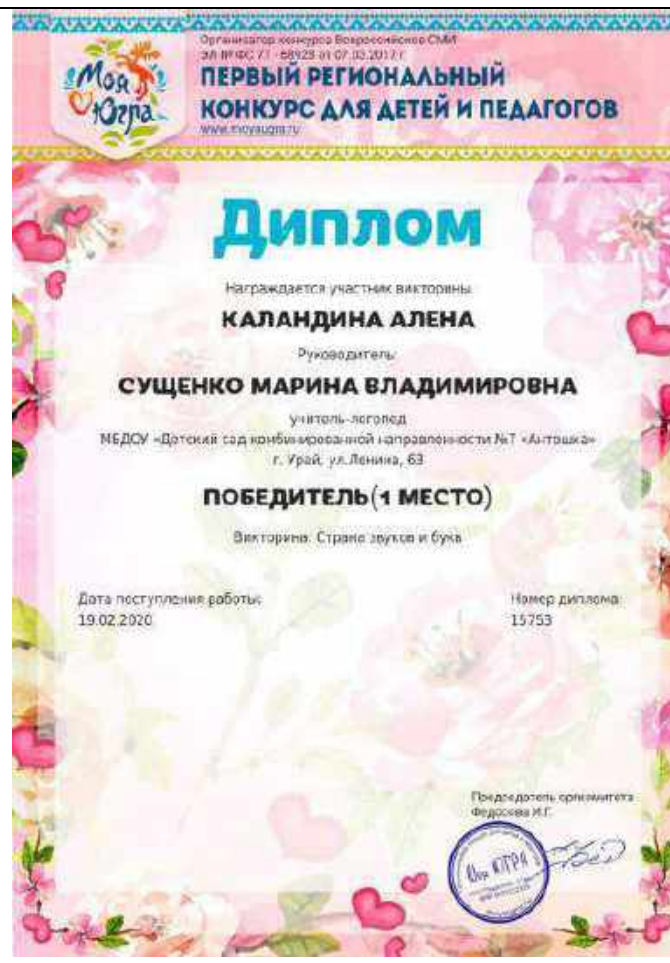 Моя
Югра
Организатор конкурса Всероссийское СМИ
ЭЛ № ФС 77 - 68923 от 07.03.2017 г.
ПЕРВЫЙ РЕГИОНАЛЬНЫЙ
КОНКУРС ДЛЯ ДЕТЕЙ И ПЕДАГОГОВ
www.moyaugra.ru
Диплом
Награждается участник викторины:
КАЛАНДИНА АЛЕНА
Руководитель:
СУЩЕНКО МАРИНА ВЛАДИМИРОВНА
учитель-логопед
МБДОУ «Детский сад комбинированной направленности №7 «Антошка»
г. Урай, ул.Ленина, 63
ПОБЕДИТЕЛЬ(1 МЕСТО)
Викторина: Страна звуков и букв
Дата поступления работы:
19.02.2020
Номер диплома:
15753
Председатель оргкомитета
Федосеева И.Г.
Моя ЮГРА